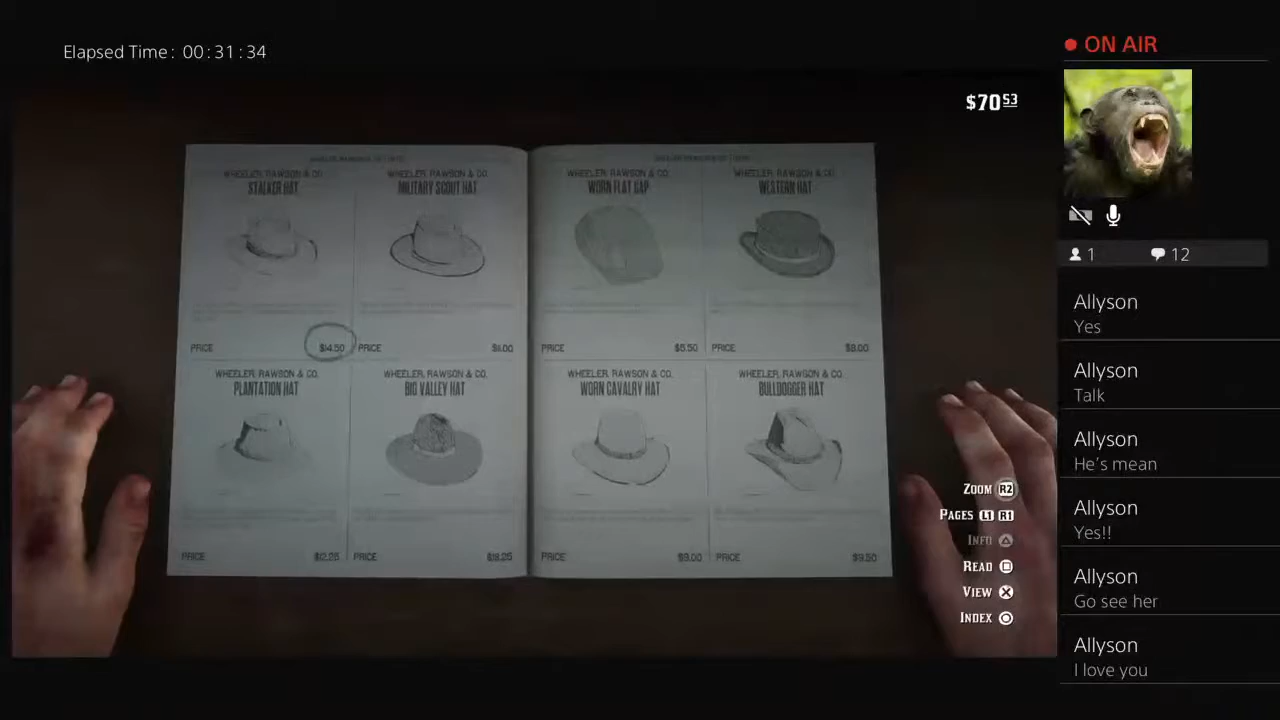 Elapsed Time: 00:31:34
ON AIR
$70 53
WHEELER, RAWSON & CO.
STALKER HAT
PRICE $14.50
WHEELER, RAWSON & CO.
MILITARY SCOUT HAT
PRICE $11.00
WHEELER, RAWSON & CO.
WORN FLAT CAP
PRICE $5.50
WHEELER, RAWSON & CO.
WESTERN HAT
PRICE $8.00
WHEELER, RAWSON & CO.
PLANTATION HAT
PRICE $12.25
WHEELER, RAWSON & CO.
BIG VALLEY HAT
PRICE
WHEELER, RAWSON & CO.
WORN CAVALRY HAT
PRICE $9.00
WHEELER, RAWSON & CO.
BULLDOGGER HAT
PRICE $9.50
ZOOM R2
PAGES L1 R1
INFO
READ
VIEW
INDEX
1 12
Allyson
Yes
Allyson
Talk
Allyson
He's mean
Allyson
Yes!!
Allyson
Go see her
Allyson
I love you